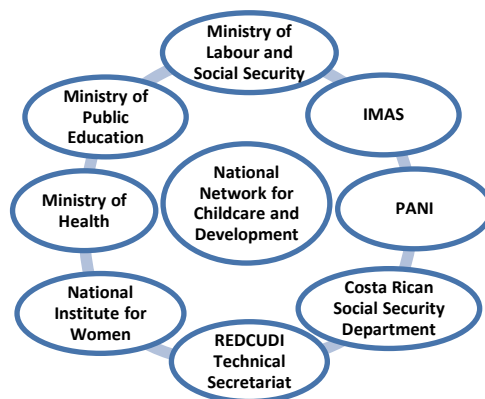 Ministry of
Labour and
Social Security
Ministry of
Public
Education
IMAS
National
Network for
Childcare and
Development
Ministry of
Health
PANI
National
Institute for
Women
Costa Rican
Social Security
Department
REDCUDI
Technical
Secretariat